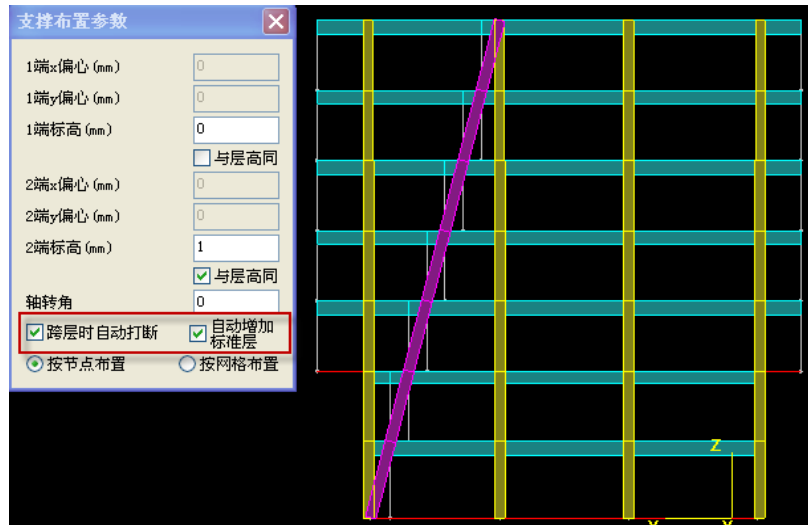 支撑布置参数
1端x偏心(mm) 0
1端y偏心(mm) 0
1端标高(mm) 0
与层高同
2端x偏心(mm) 0
2端y偏心(mm) 0
2端标高(mm) 1
与层高同
轴转角 0
跨层时自动打断 自动增加
标准层
按节点布置 按网格布置
Z